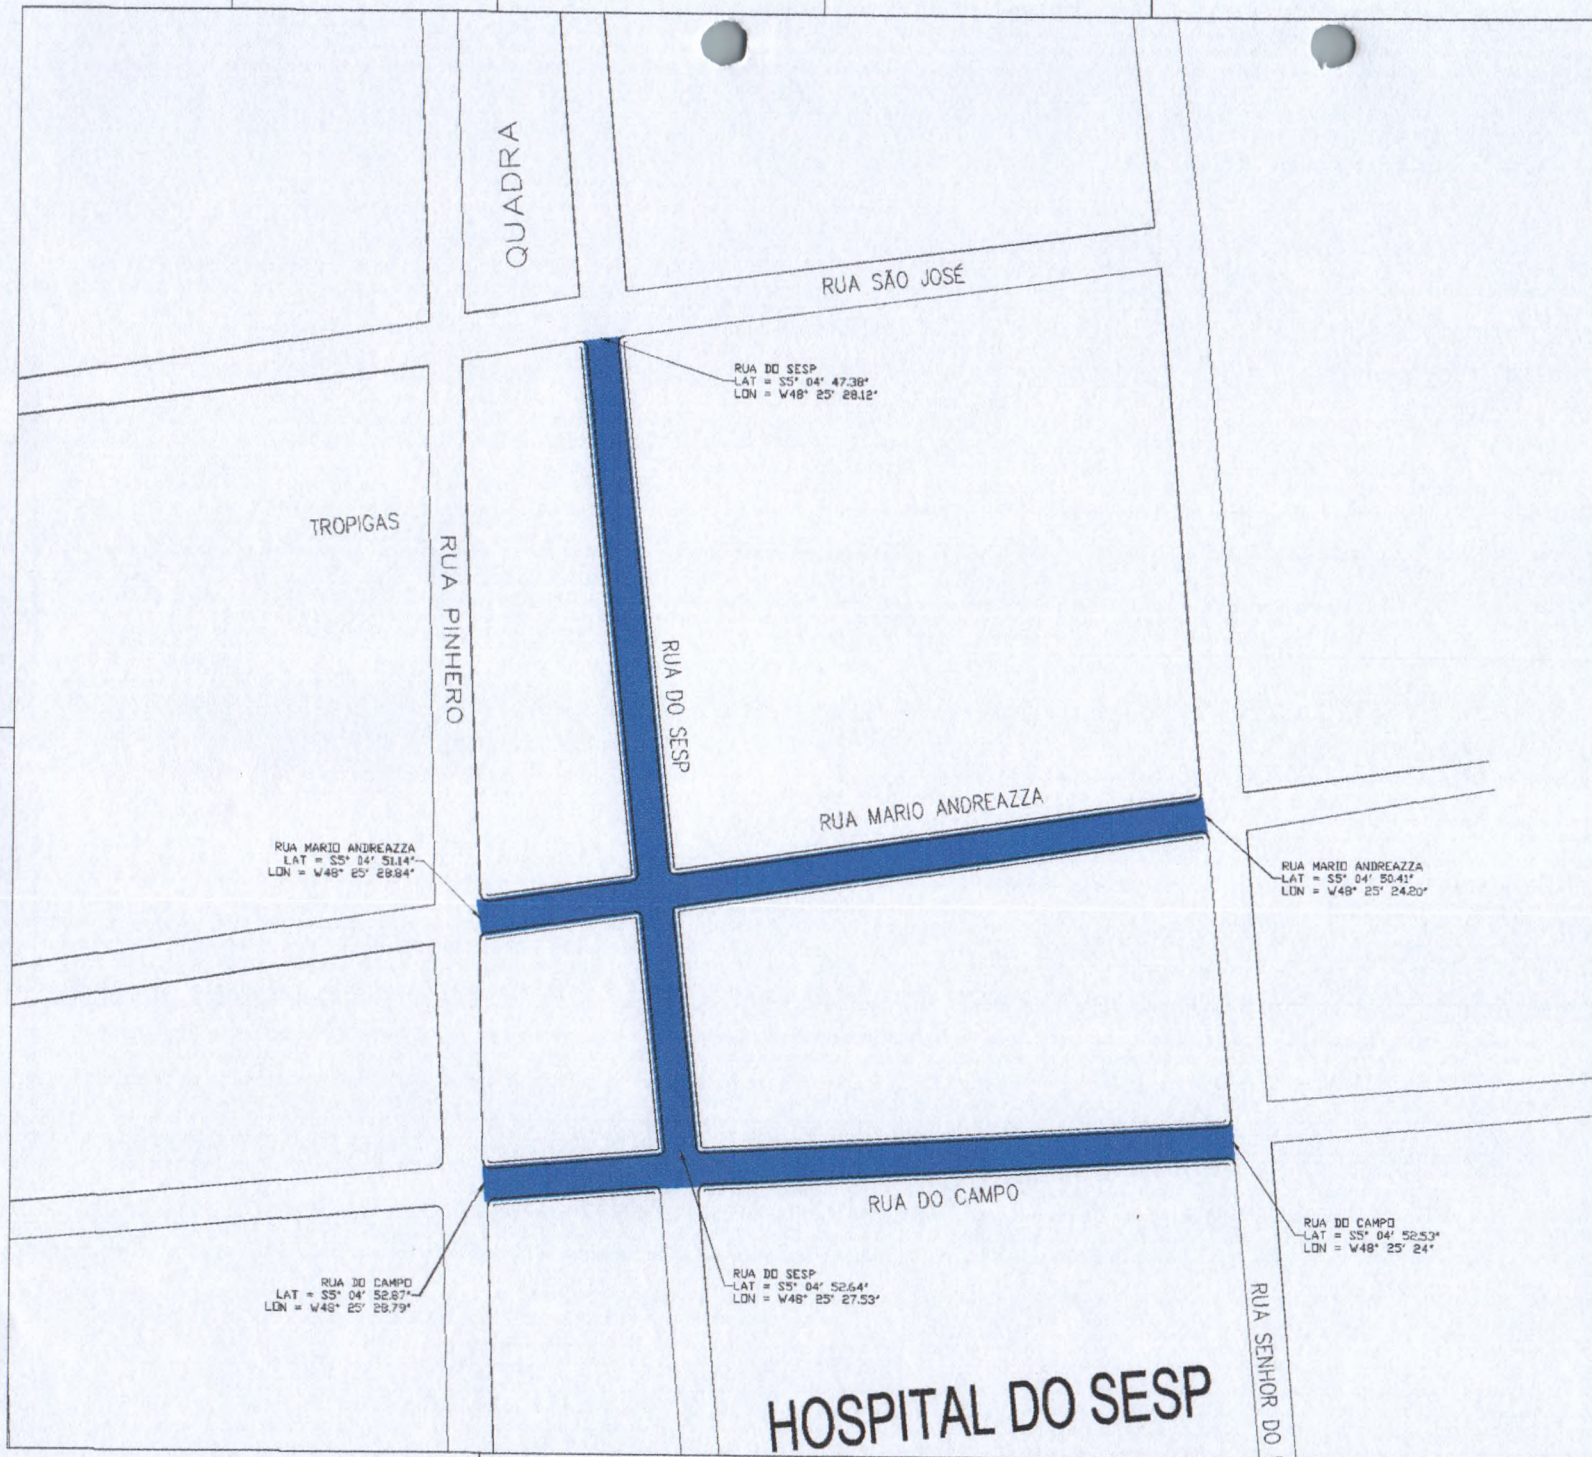 QUADRA
RUA SÃO JOSÉ
RUA DO SESP
LAT = S5° 04' 47.38"
LON = W48° 25' 28.12"
TROPIGAS
RUA PINHERO
RUA DO SESP
RUA MARIO ANDREAZZA
RUA MARIO ANDREAZZA
LAT = S5° 04' 51.14"
LON = W48° 25' 28.84"
RUA MARIO ANDREAZZA
LAT = S5° 04' 50.41"
LON = W48° 25' 24.20"
RUA DO CAMPO
RUA DO CAMPO
LAT = S5° 04' 52.53"
LON = W48° 25' 24"
RUA DO CAMPO
LAT = S5° 04' 52.87"
LON = W48° 25' 28.79"
RUA DO SESP
LAT = S5° 04' 52.64"
LON = W48° 25' 27.53"
RUA SENHOR DO
HOSPITAL DO SESP